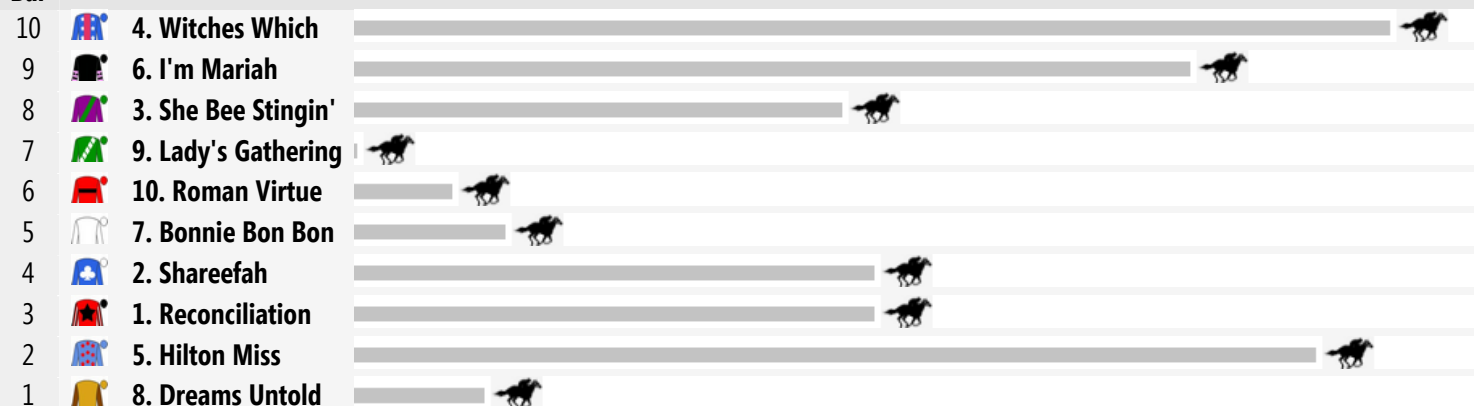 10 4. Witches Which
9 6. I'm Mariah
8 3. She Bee Stingin'
7 9. Lady's Gathering
6 10. Roman Virtue
5 7. Bonnie Bon Bon
4 2. Shareefah
3 1. Reconciliation
2 5. Hilton Miss
1 8. Dreams Untold